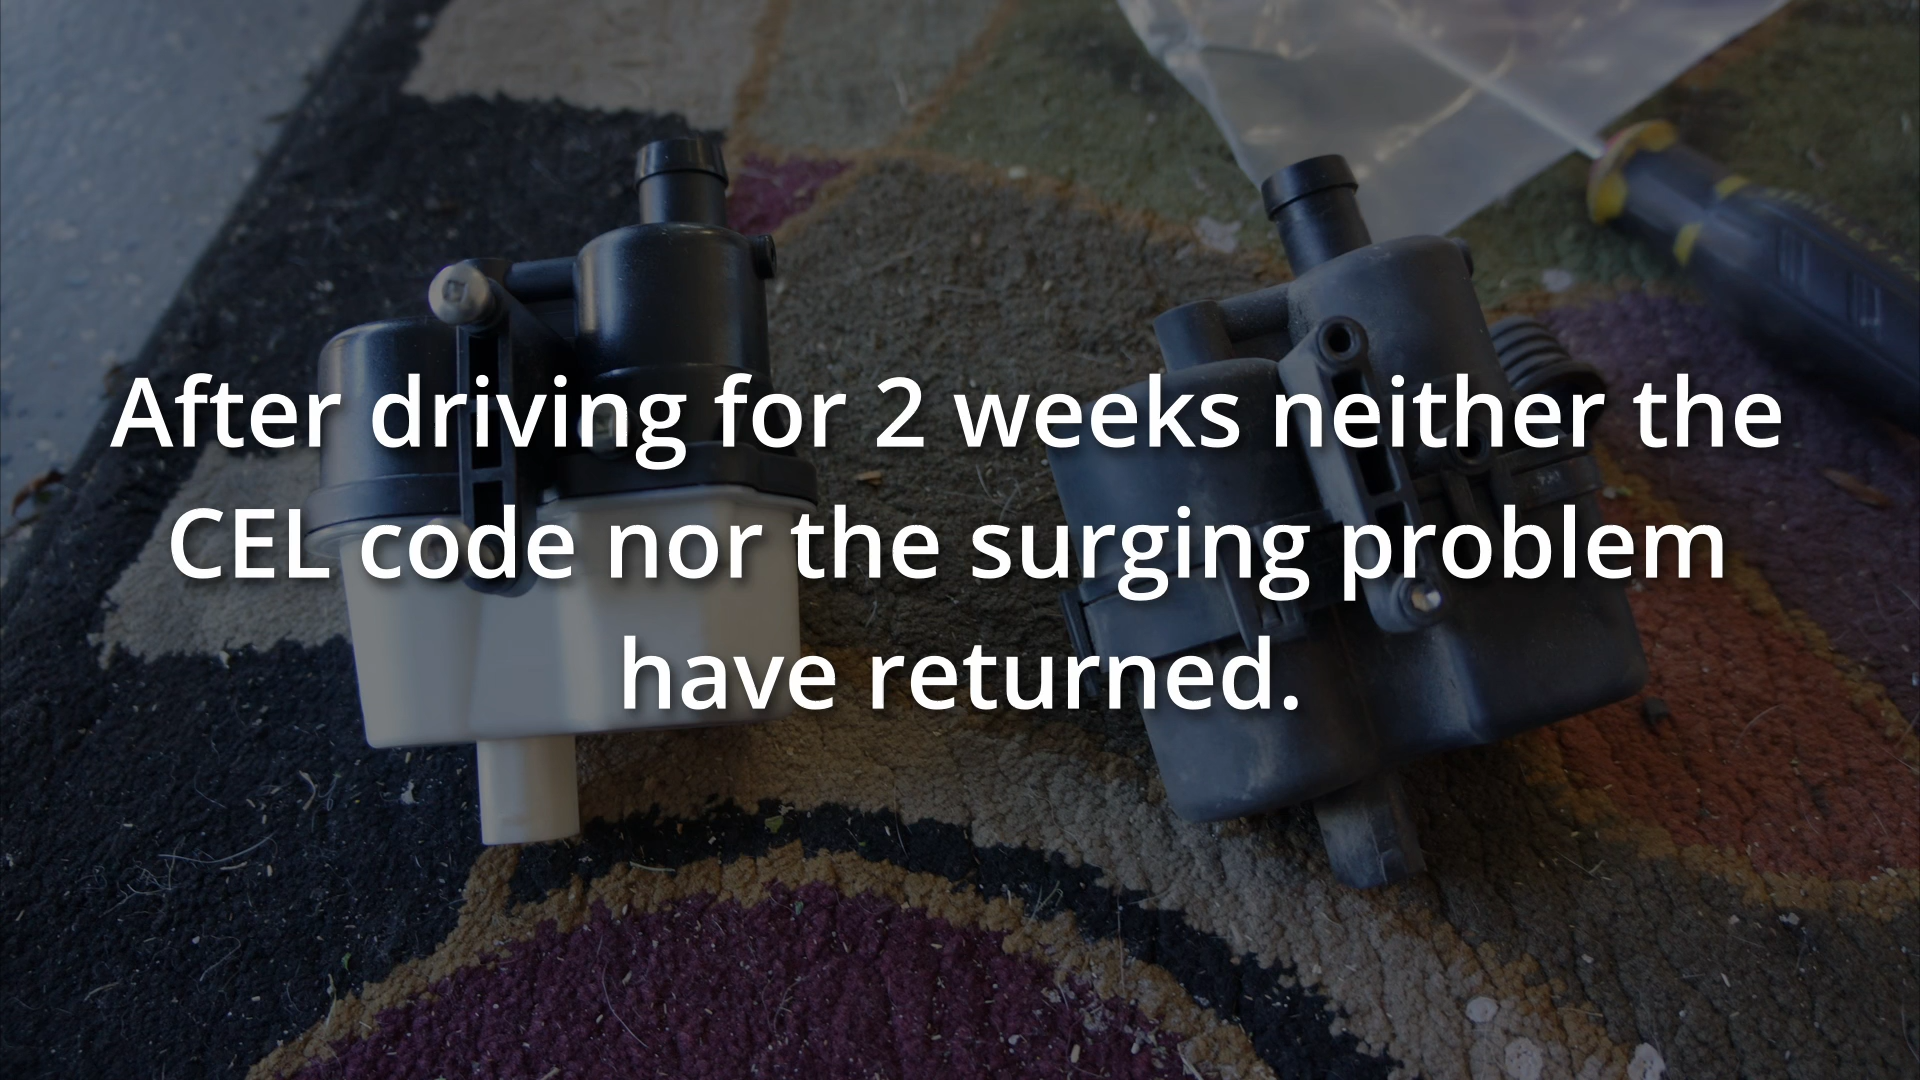 After driving for 2 weeks neither the
CEL code nor the surging problem
have returned.